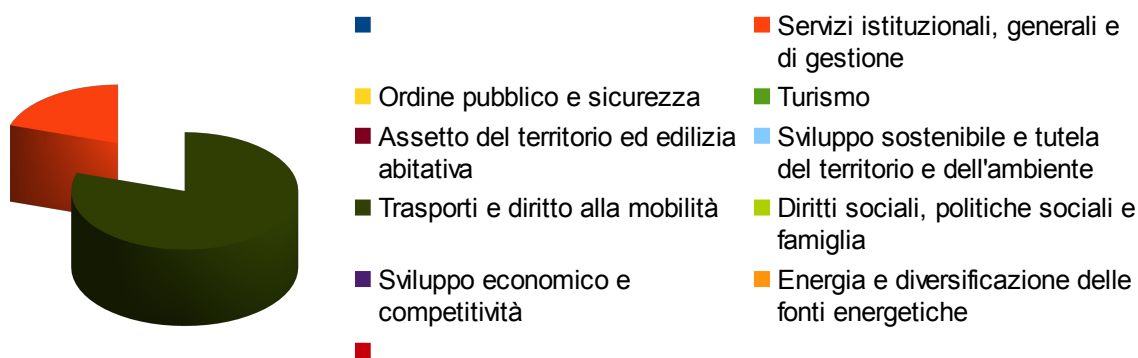 Servizi istituzionali, generali e
di gestione
Ordine pubblico e sicurezza
Turismo
Assetto del territorio ed edilizia
abitativa
Sviluppo sostenibile e tutela
del territorio e dell'ambiente
Trasporti e diritto alla mobilità
Diritti sociali, politiche sociali e
famiglia
Sviluppo economico e
competitività
Energia e diversificazione delle
fonti energetiche